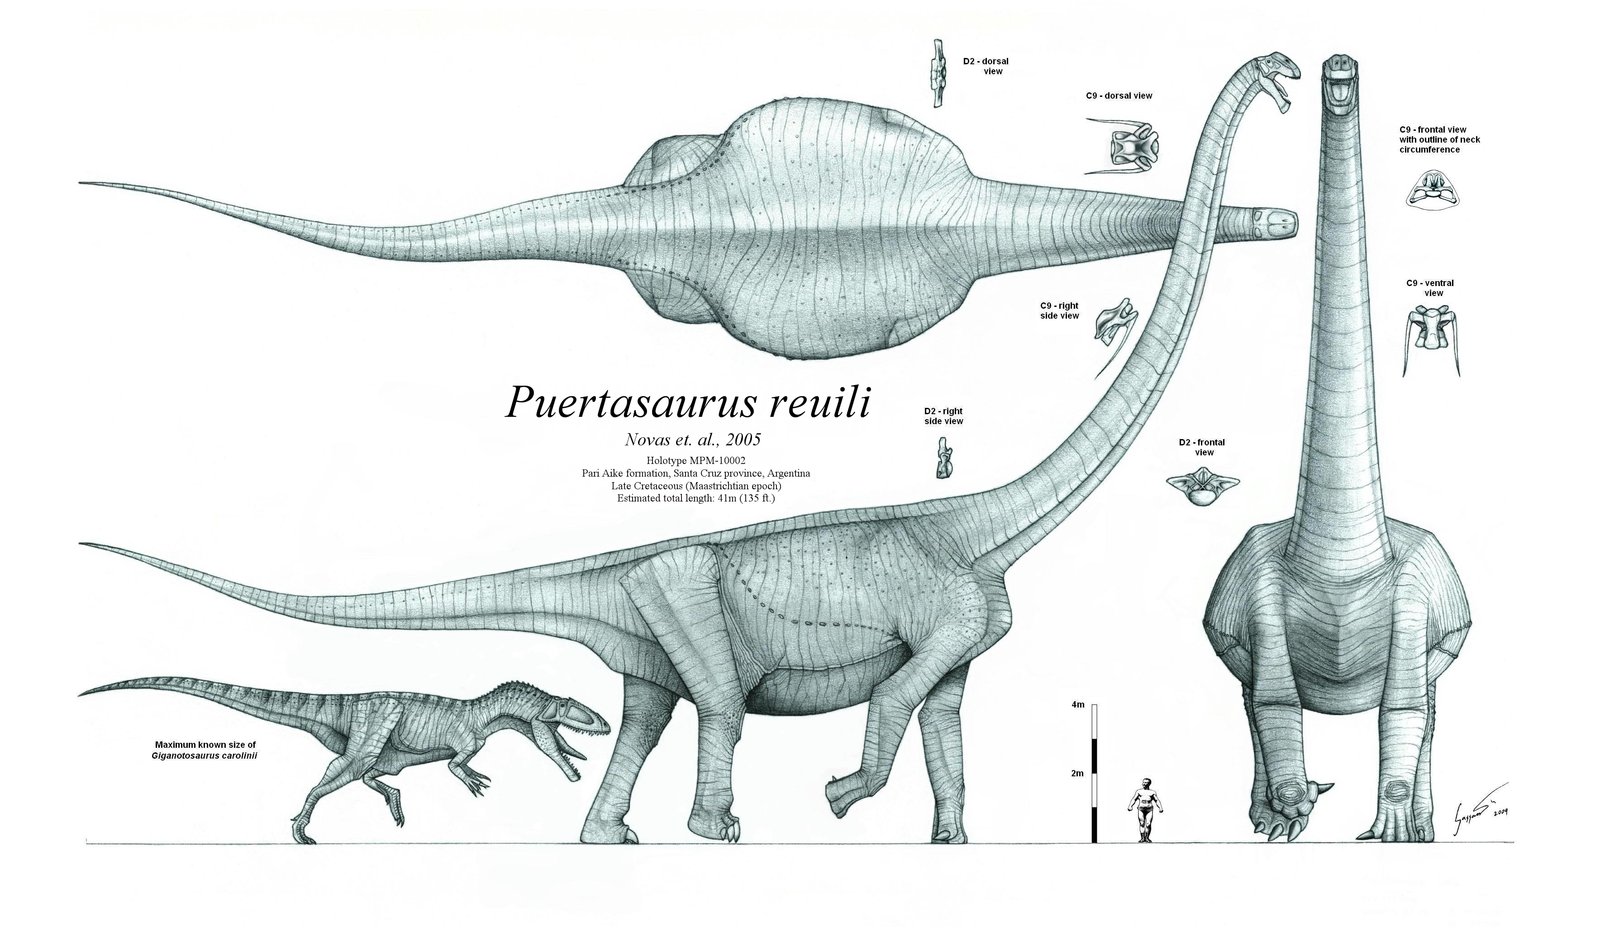 D2 - dorsal
view
C9 - dorsal view
C9 - frontal view
with outline of neck
circumference
C9 - right
side view
C9 - ventral
view
Puertasaurus reuili
Novas et. al., 2005
Holotype MPM-10002
Pari Aike formation, Santa Cruz province, Argentina
Late Cretaceous (Maastrichtian epoch)
Estimated total length: 41m (135 ft.)
D2 - right
side view
D2 - frontal
view
Maximum known size of
Giganotosaurus carolinii
4m
2m
2009